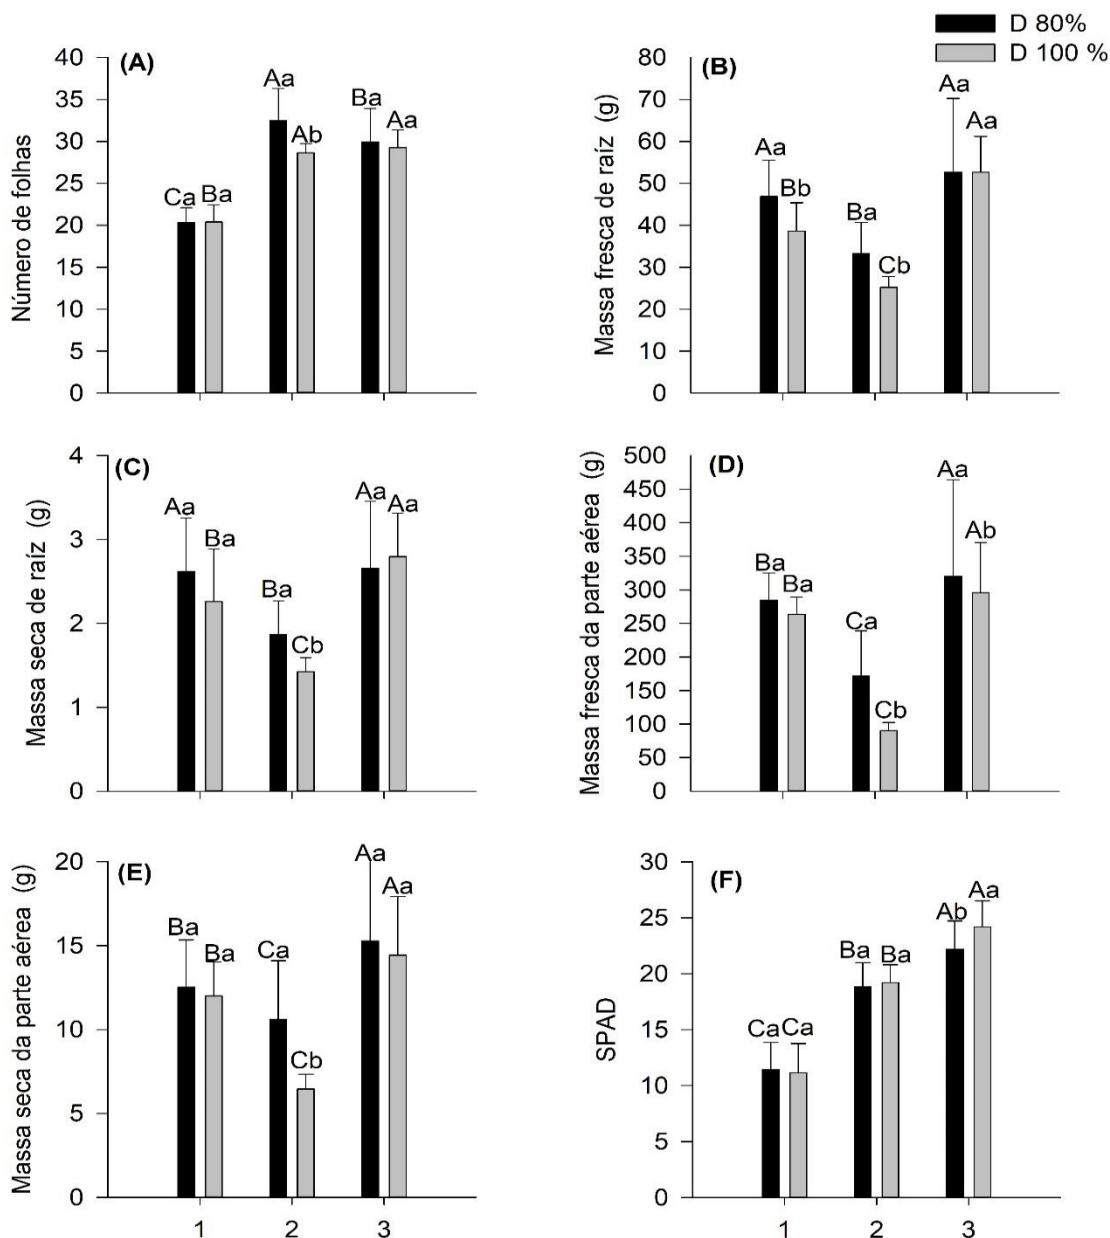 D 80%
D 100 %
(A)
Número de folhas
40
35
30
25
20
15
10
5
0
Ca
Ba
Aa
Ab
Ba
Aa
(B)
Massa fresca de raíz (g)
80
70
60
50
40
30
20
10
0
Aa
Bb
Ba
Cb
Aa
Aa
(C)
Massa seca de raíz (g)
4
3
2
1
0
Aa
Ba
Ba
Cb
Aa
Aa
(D)
Massa fresca da parte aérea (g)
500
450
400
350
300
250
200
150
100
50
0
Ba
Ba
Ca
Cb
Aa
Ab
(E)
Massa seca da parte aérea (g)
20
15
10
5
0
Ba
Ba
Ca
Cb
Aa
Aa
1
2
3
(F)
SPAD
30
25
20
15
10
5
0
Ca
Ca
Ba
Ba
Ab
Aa
1
2
3